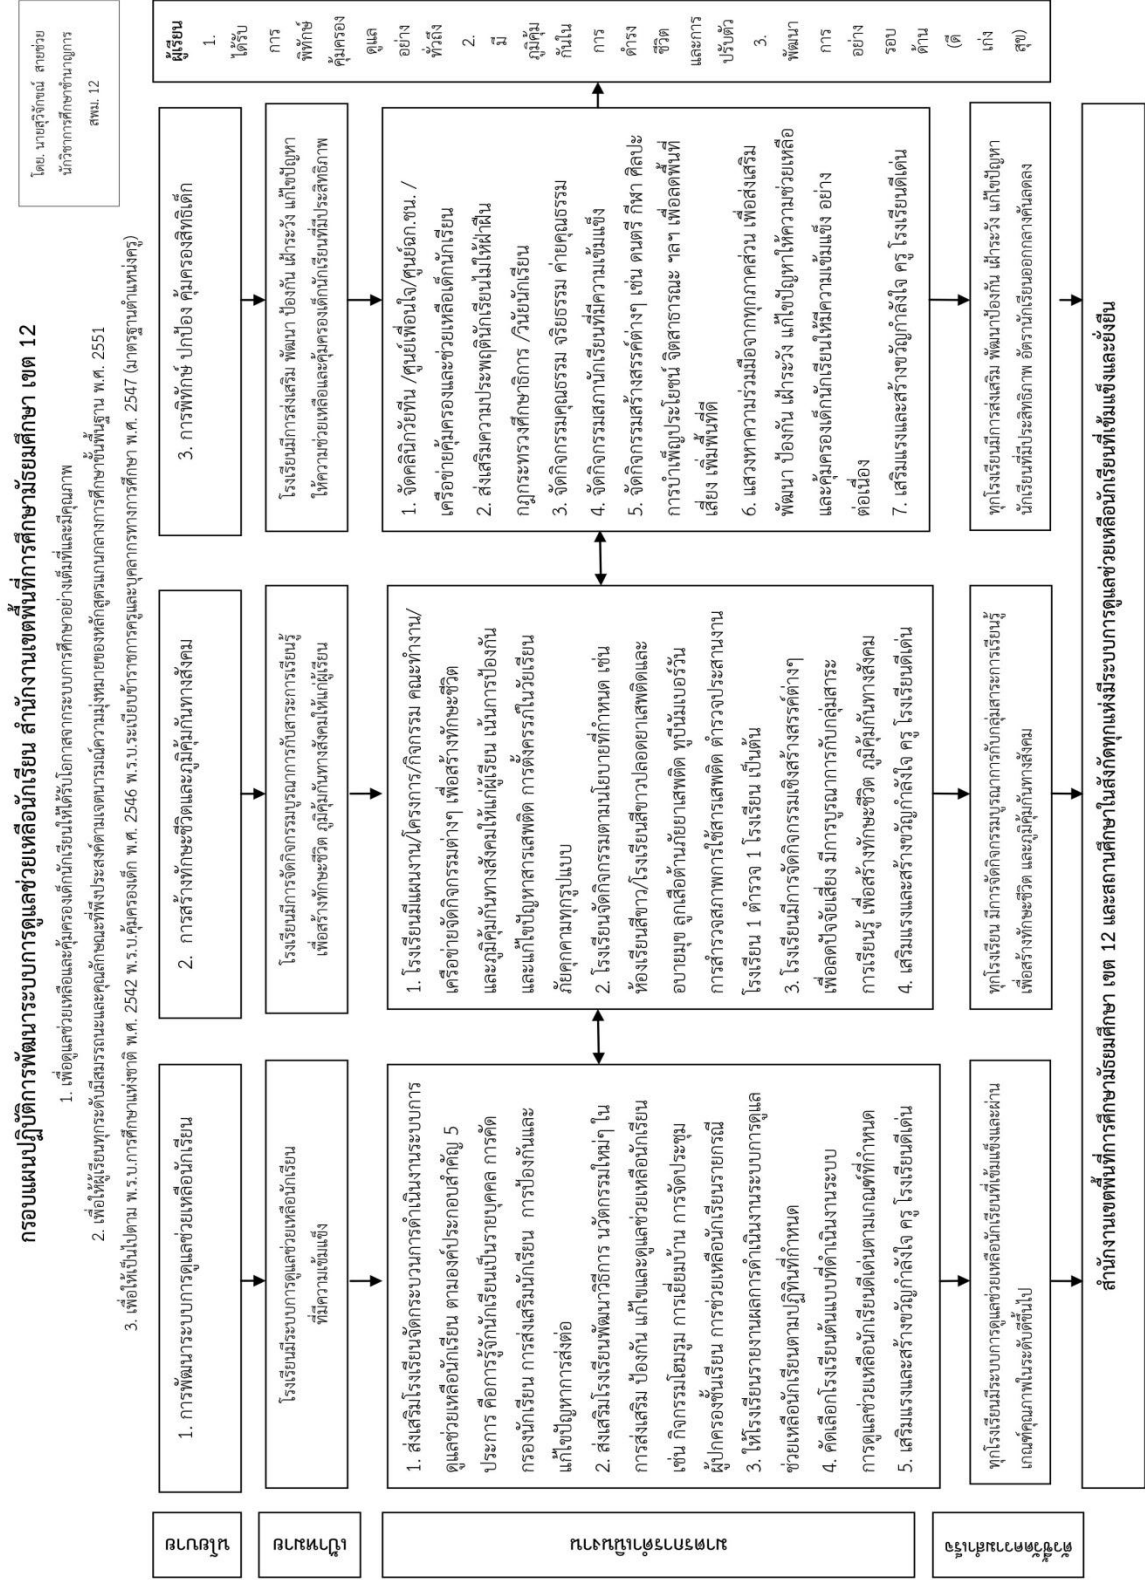 กรอบแผนปฏิบัติการพัฒนาระบบการดูแลช่วยเหลือนักเรียน สำนักงานเขตพื้นที่การศึกษามัธยมศึกษา เขต 12
โดย. นายสุวิจักขณ์ สายช่วย
นักวิชาการศึกษาชำนาญการ
สพม. 12
1. เพื่อดูแลช่วยเหลือและคุ้มครองเด็กนักเรียนให้ได้รับโอกาสจากระบบการศึกษาอย่างเต็มที่และมีคุณภาพ
2. เพื่อให้ผู้เรียนทุกระดับมีสมรรถนะและคุณลักษณะที่พึงประสงค์ตามเจตนารมณ์ความมุ่งหมายของหลักสูตรแกนกลางการศึกษาขั้นพื้นฐาน พ.ศ. 2551
3. เพื่อให้เป็นไปตาม พ.ร.บ.การศึกษาแห่งชาติ พ.ศ. 2542 พ.ร.บ.คุ้มครองเด็ก พ.ศ. 2546 พ.ร.บ.ระเบียบข้าราชการครูและบุคลากรทางการศึกษา พ.ศ. 2547 (มาตรฐานตำแหน่งครู)
นโยบาย
1. การพัฒนาระบบการดูแลช่วยเหลือนักเรียน
2. การสร้างทักษะชีวิตและภูมิคุ้มกันทางสังคม
3. การพิทักษ์ ปกป้อง คุ้มครองสิทธิเด็ก
เป้าหมาย
โรงเรียนมีระบบการดูแลช่วยเหลือนักเรียน
ที่มีความเข้มแข็ง
โรงเรียนมีการจัดกิจกรรมบูรณาการกับสาระการเรียนรู้
เพื่อสร้างทักษะชีวิต ภูมิคุ้มกันทางสังคมให้แก่ผู้เรียน
โรงเรียนมีการส่งเสริม พัฒนา ป้องกัน เฝ้าระวัง แก้ไขปัญหา
ให้ความช่วยเหลือและคุ้มครองเด็กนักเรียนที่มีประสิทธิภาพ
มาตรการดำเนินงาน
1. ส่งเสริมโรงเรียนจัดกระบวนการดำเนินงานระบบการ
ดูแลช่วยเหลือนักเรียน ตามองค์ประกอบสำคัญ 5
ประการ คือการรู้จักนักเรียนเป็นรายบุคคล การคัด
กรองนักเรียน การส่งเสริมนักเรียน การป้องกันและ
แก้ไขปัญหาการส่งต่อ
2. ส่งเสริมโรงเรียนพัฒนาวิธีการ นวัตกรรมใหม่ๆ ใน
การส่งเสริม ป้องกัน แก้ไขและดูแลช่วยเหลือนักเรียน
เช่น กิจกรรมโฮมรูม การเยี่ยมบ้าน การจัดประชุม
ผู้ปกครองชั้นเรียน การช่วยเหลือนักเรียนรายกรณี
3. ให้โรงเรียนรายงานผลการดำเนินงานระบบการดูแล
ช่วยเหลือนักเรียนตามปฏิทินที่กำหนด
4. คัดเลือกโรงเรียนต้นแบบที่ดำเนินงานระบบ
การดูแลช่วยเหลือนักเรียนดีเด่นตามเกณฑ์ที่กำหนด
5. เสริมแรงและสร้างขวัญกำลังใจ ครู โรงเรียนดีเด่น
1. โรงเรียนมีแผนงาน/โครงการ/กิจกรรม คณะทำงาน/
เครือข่ายจัดกิจกรรมต่างๆ เพื่อสร้างทักษะชีวิต
และภูมิคุ้มกันทางสังคมให้แก่ผู้เรียน เน้นการป้องกัน
และแก้ไขปัญหาสารเสพติด การตั้งครรภ์ในวัยเรียน
ภัยคุกคามทุกรูปแบบ
2. โรงเรียนจัดกิจกรรมตามนโยบายที่กำหนด เช่น
ห้องเรียนสีขาว/โรงเรียนสีขาวปลอดยาเสพติดและ
อบายมุข ลูกเสือต้านภัยยาเสพติด ทูบีนัมเบอร์วัน
การสำรวจสภาพการใช้สารเสพติด ตำรวจประสานงาน
โรงเรียน 1 ตำรวจ 1 โรงเรียน เป็นต้น
3. โรงเรียนมีการจัดกิจกรรมเชิงสร้างสรรค์ต่างๆ
เพื่อลดปัจจัยเสี่ยง มีการบูรณาการกับกลุ่มสาระ
การเรียนรู้ เพื่อสร้างทักษะชีวิต ภูมิคุ้มกันทางสังคม
4. เสริมแรงและสร้างขวัญกำลังใจ ครู โรงเรียนดีเด่น
1. จัดคลินิกวัยทีน /ศูนย์เพื่อนใจ/ศูนย์ฉก.ชน. /
เครือข่ายคุ้มครองและช่วยเหลือเด็กนักเรียน
2. ส่งเสริมความประพฤตินักเรียนไม่ให้ฝ่าฝืน
กฎกระทรวงศึกษาธิการ /วินัยนักเรียน
3. จัดกิจกรรมคุณธรรม จริยธรรม ค่ายคุณธรรม
4. จัดกิจกรรมสภานักเรียนที่มีความเข้มแข็ง
5. จัดกิจกรรมสร้างสรรค์ต่างๆ เช่น ดนตรี กีฬา ศิลปะ
การบำเพ็ญประโยชน์ จิตสาธารณะ ฯลฯ เพื่อลดพื้นที่
เสี่ยง เพิ่มพื้นที่ดี
6. แสวงหาความร่วมมือจากทุกภาคส่วน เพื่อส่งเสริม
พัฒนา ป้องกัน เฝ้าระวัง แก้ไขปัญหาให้ความช่วยเหลือ
และคุ้มครองเด็กนักเรียนให้มีความเข้มแข็ง อย่าง
ต่อเนื่อง
7. เสริมแรงและสร้างขวัญกำลังใจ ครู โรงเรียนดีเด่น
ผู้เรียน
1.
ได้รับ
การ
พิทักษ์
คุ้มครอง
ดูแล
อย่าง
ทั่วถึง
2.
มี
ภูมิคุ้ม
กันใน
การ
ดำรง
ชีวิต
และการ
ปรับตัว
3.
พัฒนา
การ
อย่าง
รอบ
ด้าน
(ดี
เก่ง
สุข)
ตัวชี้วัดความสำเร็จ
ทุกโรงเรียนมีระบบการดูแลช่วยเหลือนักเรียนที่เข้มแข็งและผ่าน
เกณฑ์คุณภาพในระดับดีขึ้นไป
ทุกโรงเรียน มีการจัดกิจกรรมบูรณาการกับกลุ่มสาระการเรียนรู้
เพื่อสร้างทักษะชีวิต และภูมิคุ้มกันทางสังคม
ทุกโรงเรียนมีการส่งเสริม พัฒนาป้องกัน เฝ้าระวัง แก้ไขปัญหา
นักเรียนที่มีประสิทธิภาพ อัตรานักเรียนออกกลางคันลดลง
สำนักงานเขตพื้นที่การศึกษามัธยมศึกษา เขต 12 และสถานศึกษาในสังกัดทุกแห่งมีระบบการดูแลช่วยเหลือนักเรียนที่เข้มแข็งและยั่งยืน